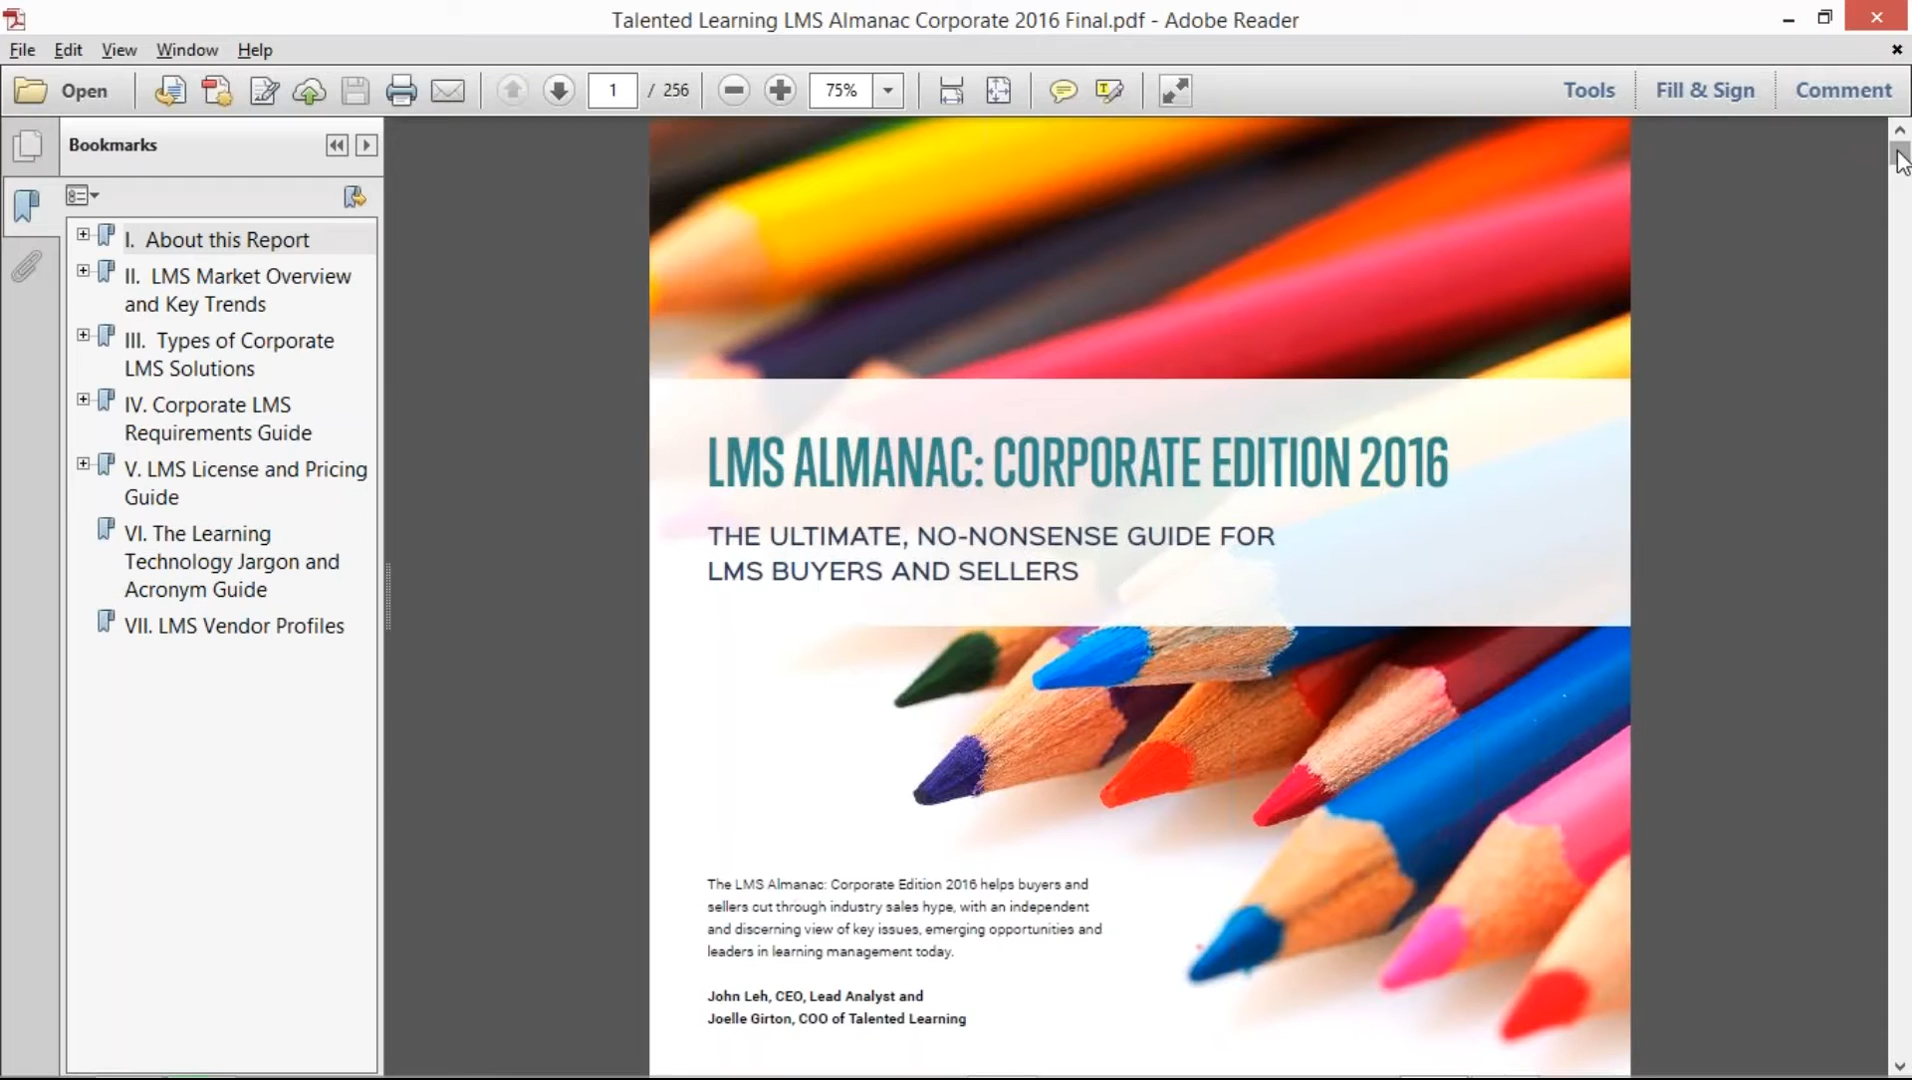 Talented Learning LMS Almanac Corporate 2016 Final.pdf - Adobe Reader
File Edit View Window Help
Open 1 / 256 75% Tools Fill & Sign Comment
Bookmarks
I. About this Report
II. LMS Market Overview
and Key Trends
III. Types of Corporate
LMS Solutions
IV. Corporate LMS
Requirements Guide
V. LMS License and Pricing
Guide
VI. The Learning
Technology Jargon and
Acronym Guide
VII. LMS Vendor Profiles
LMS ALMANAC: CORPORATE EDITION 2016
THE ULTIMATE, NO-NONSENSE GUIDE FOR
LMS BUYERS AND SELLERS
The LMS Almanac: Corporate Edition 2016 helps buyers and
sellers cut through industry sales hype, with an independent
and discerning view of key issues, emerging opportunities and
leaders in learning management today.
John Leh, CEO, Lead Analyst and
Joelle Girton, COO of Talented Learning